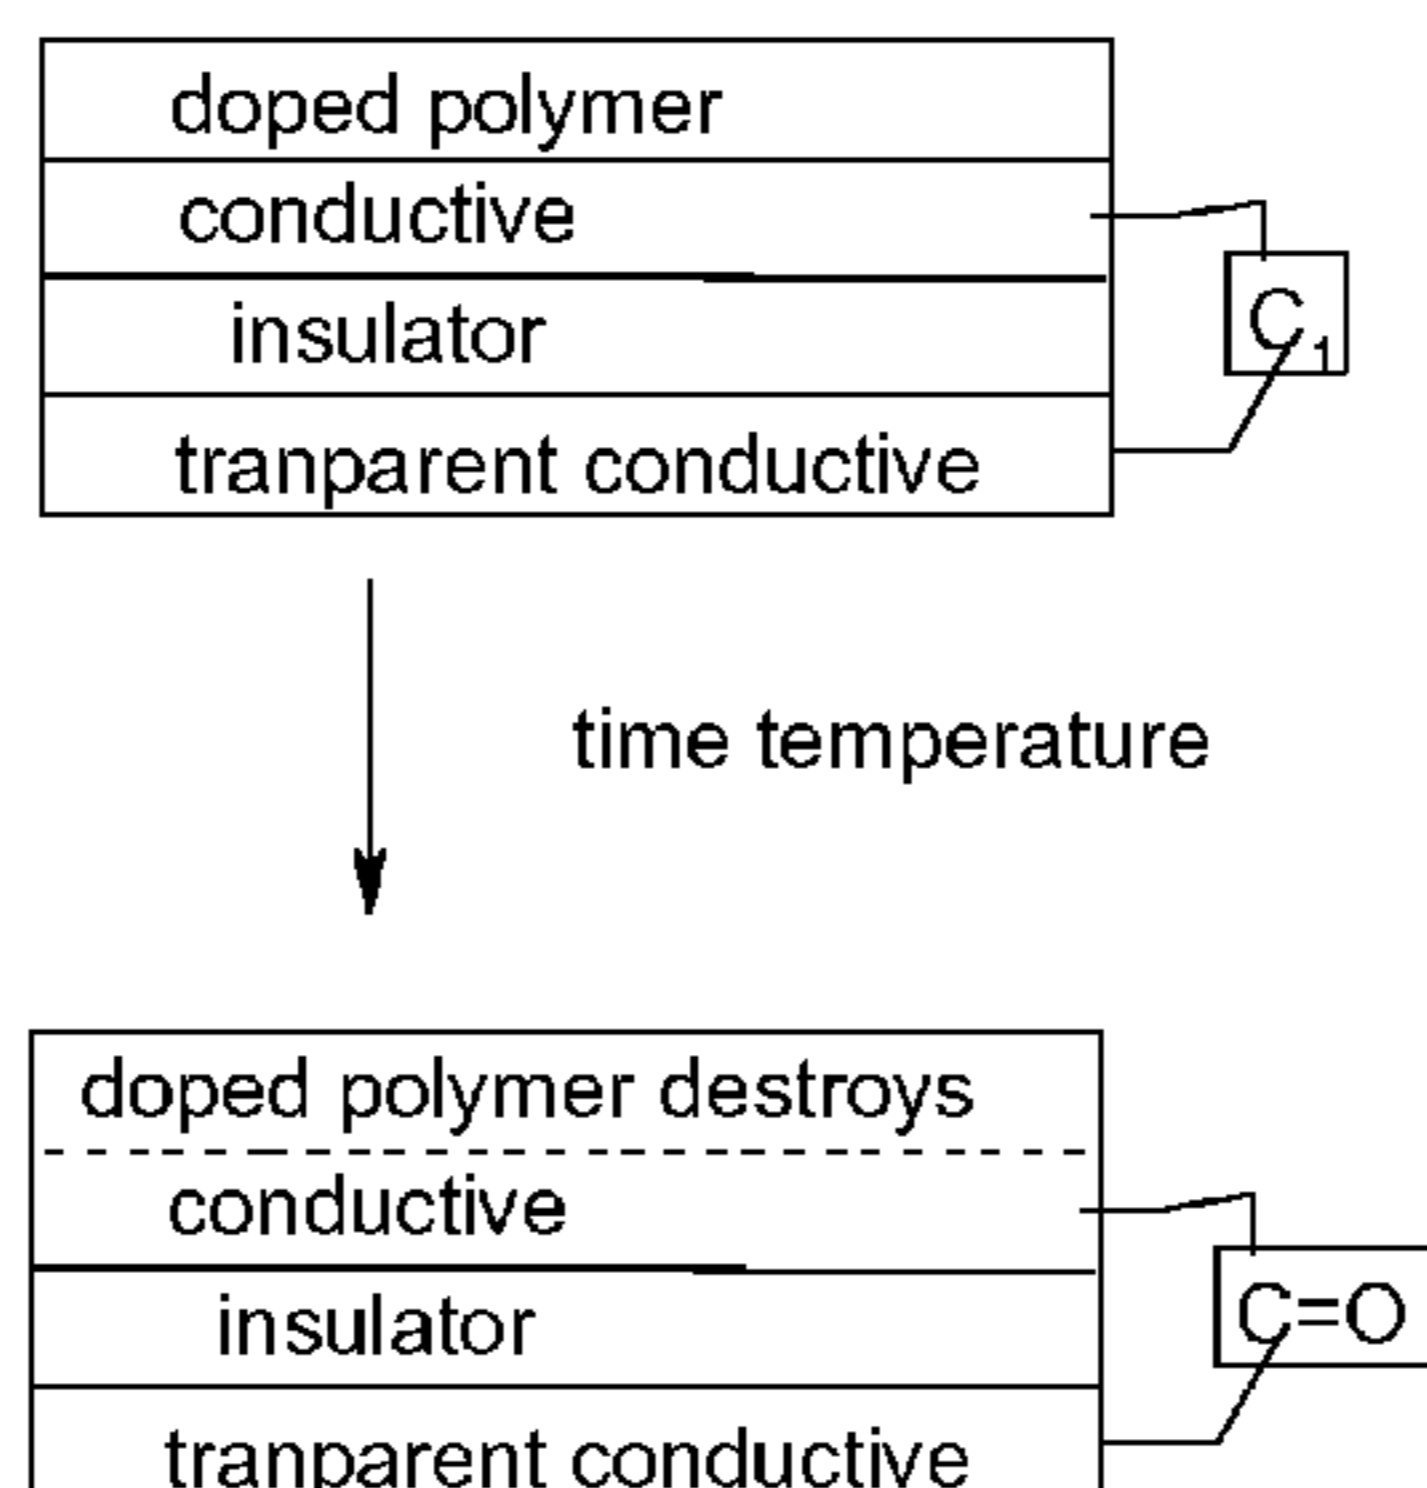 doped polymer
conductive
C₁
insulator
tranparent conductive
time temperature
doped polymer destroys
conductive
C=O
insulator
tranparent conductive